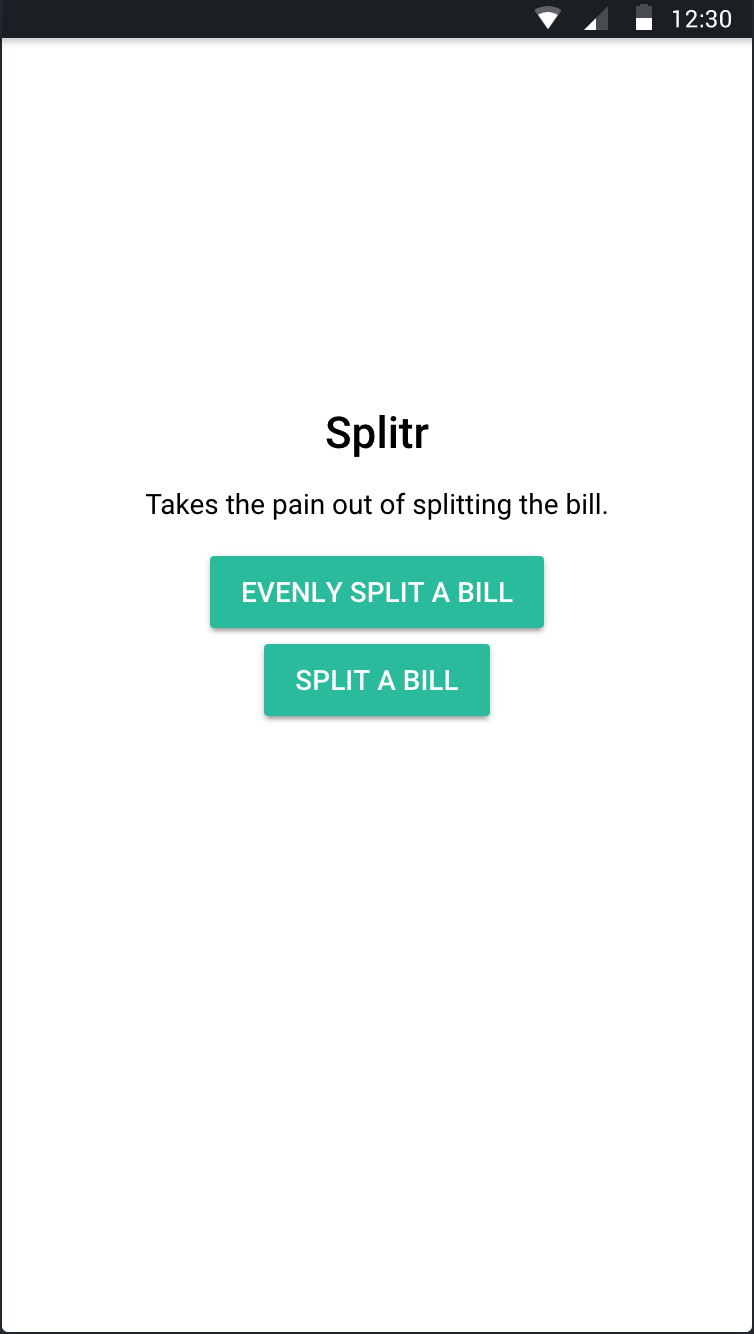 12:30
Splitr
Takes the pain out of splitting the bill.
EVENLY SPLIT A BILL
SPLIT A BILL